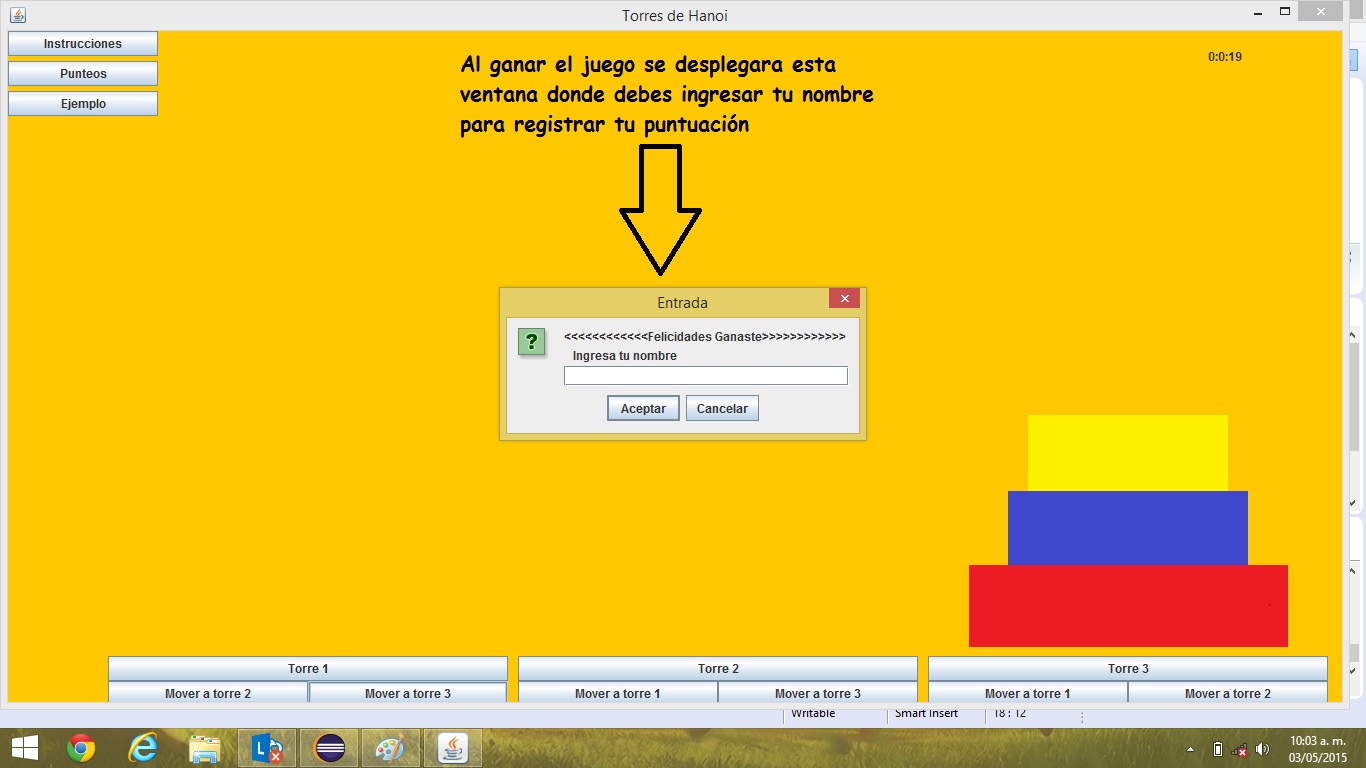 Torres de Hanoi
Instrucciones
Punteos
Ejemplo
Al ganar el juego se desplegara esta
ventana donde debes ingresar tu nombre
para registrar tu puntuación
0:0:19
Entrada
?
<<<<<<<<<<<<Felicidades Ganaste>>>>>>>>>>>>
Ingresa tu nombre
Aceptar Cancelar
Torre 1 Torre 2 Torre 3
Mover a torre 2 Mover a torre 3 Mover a torre 1 Mover a torre 3 Mover a torre 1 Mover a torre 2
Writable Smart Insert 18 : 12
10:03 a. m.
03/05/2015